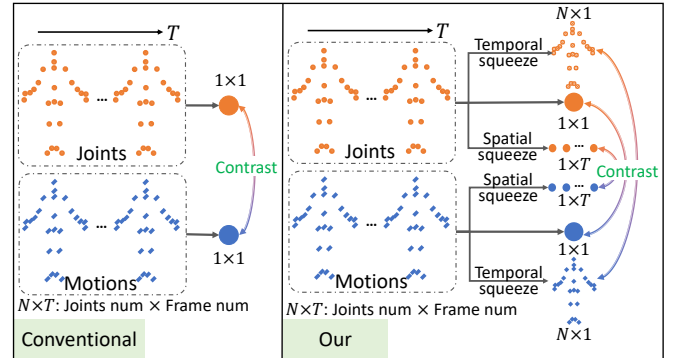 T
1×1
...
Joints
Contrast
...
1×1
Motions
N×T: Joints num × Frame num
Conventional
T
N×1
Temporal
squeeze
...
1×1
Joints
Spatial
squeeze
...
1×T
Contrast
Spatial
squeeze
...
1×T
...
1×1
Motions
Temporal
squeeze
N×1
N×T: Joints num × Frame num
Our